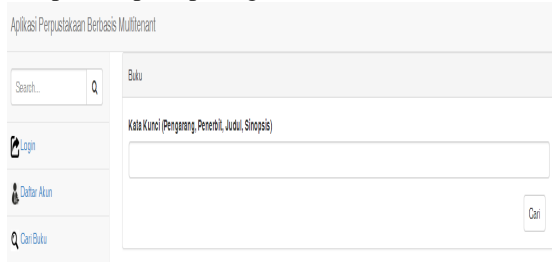 Aplikasi Perpustakaan Berbasis Multitenant
Search...
Login
Daftar Akun
Cari Buku
Buku
Kata Kunci (Pengarang, Penerbit, Judul, Sinopsis)
Cari